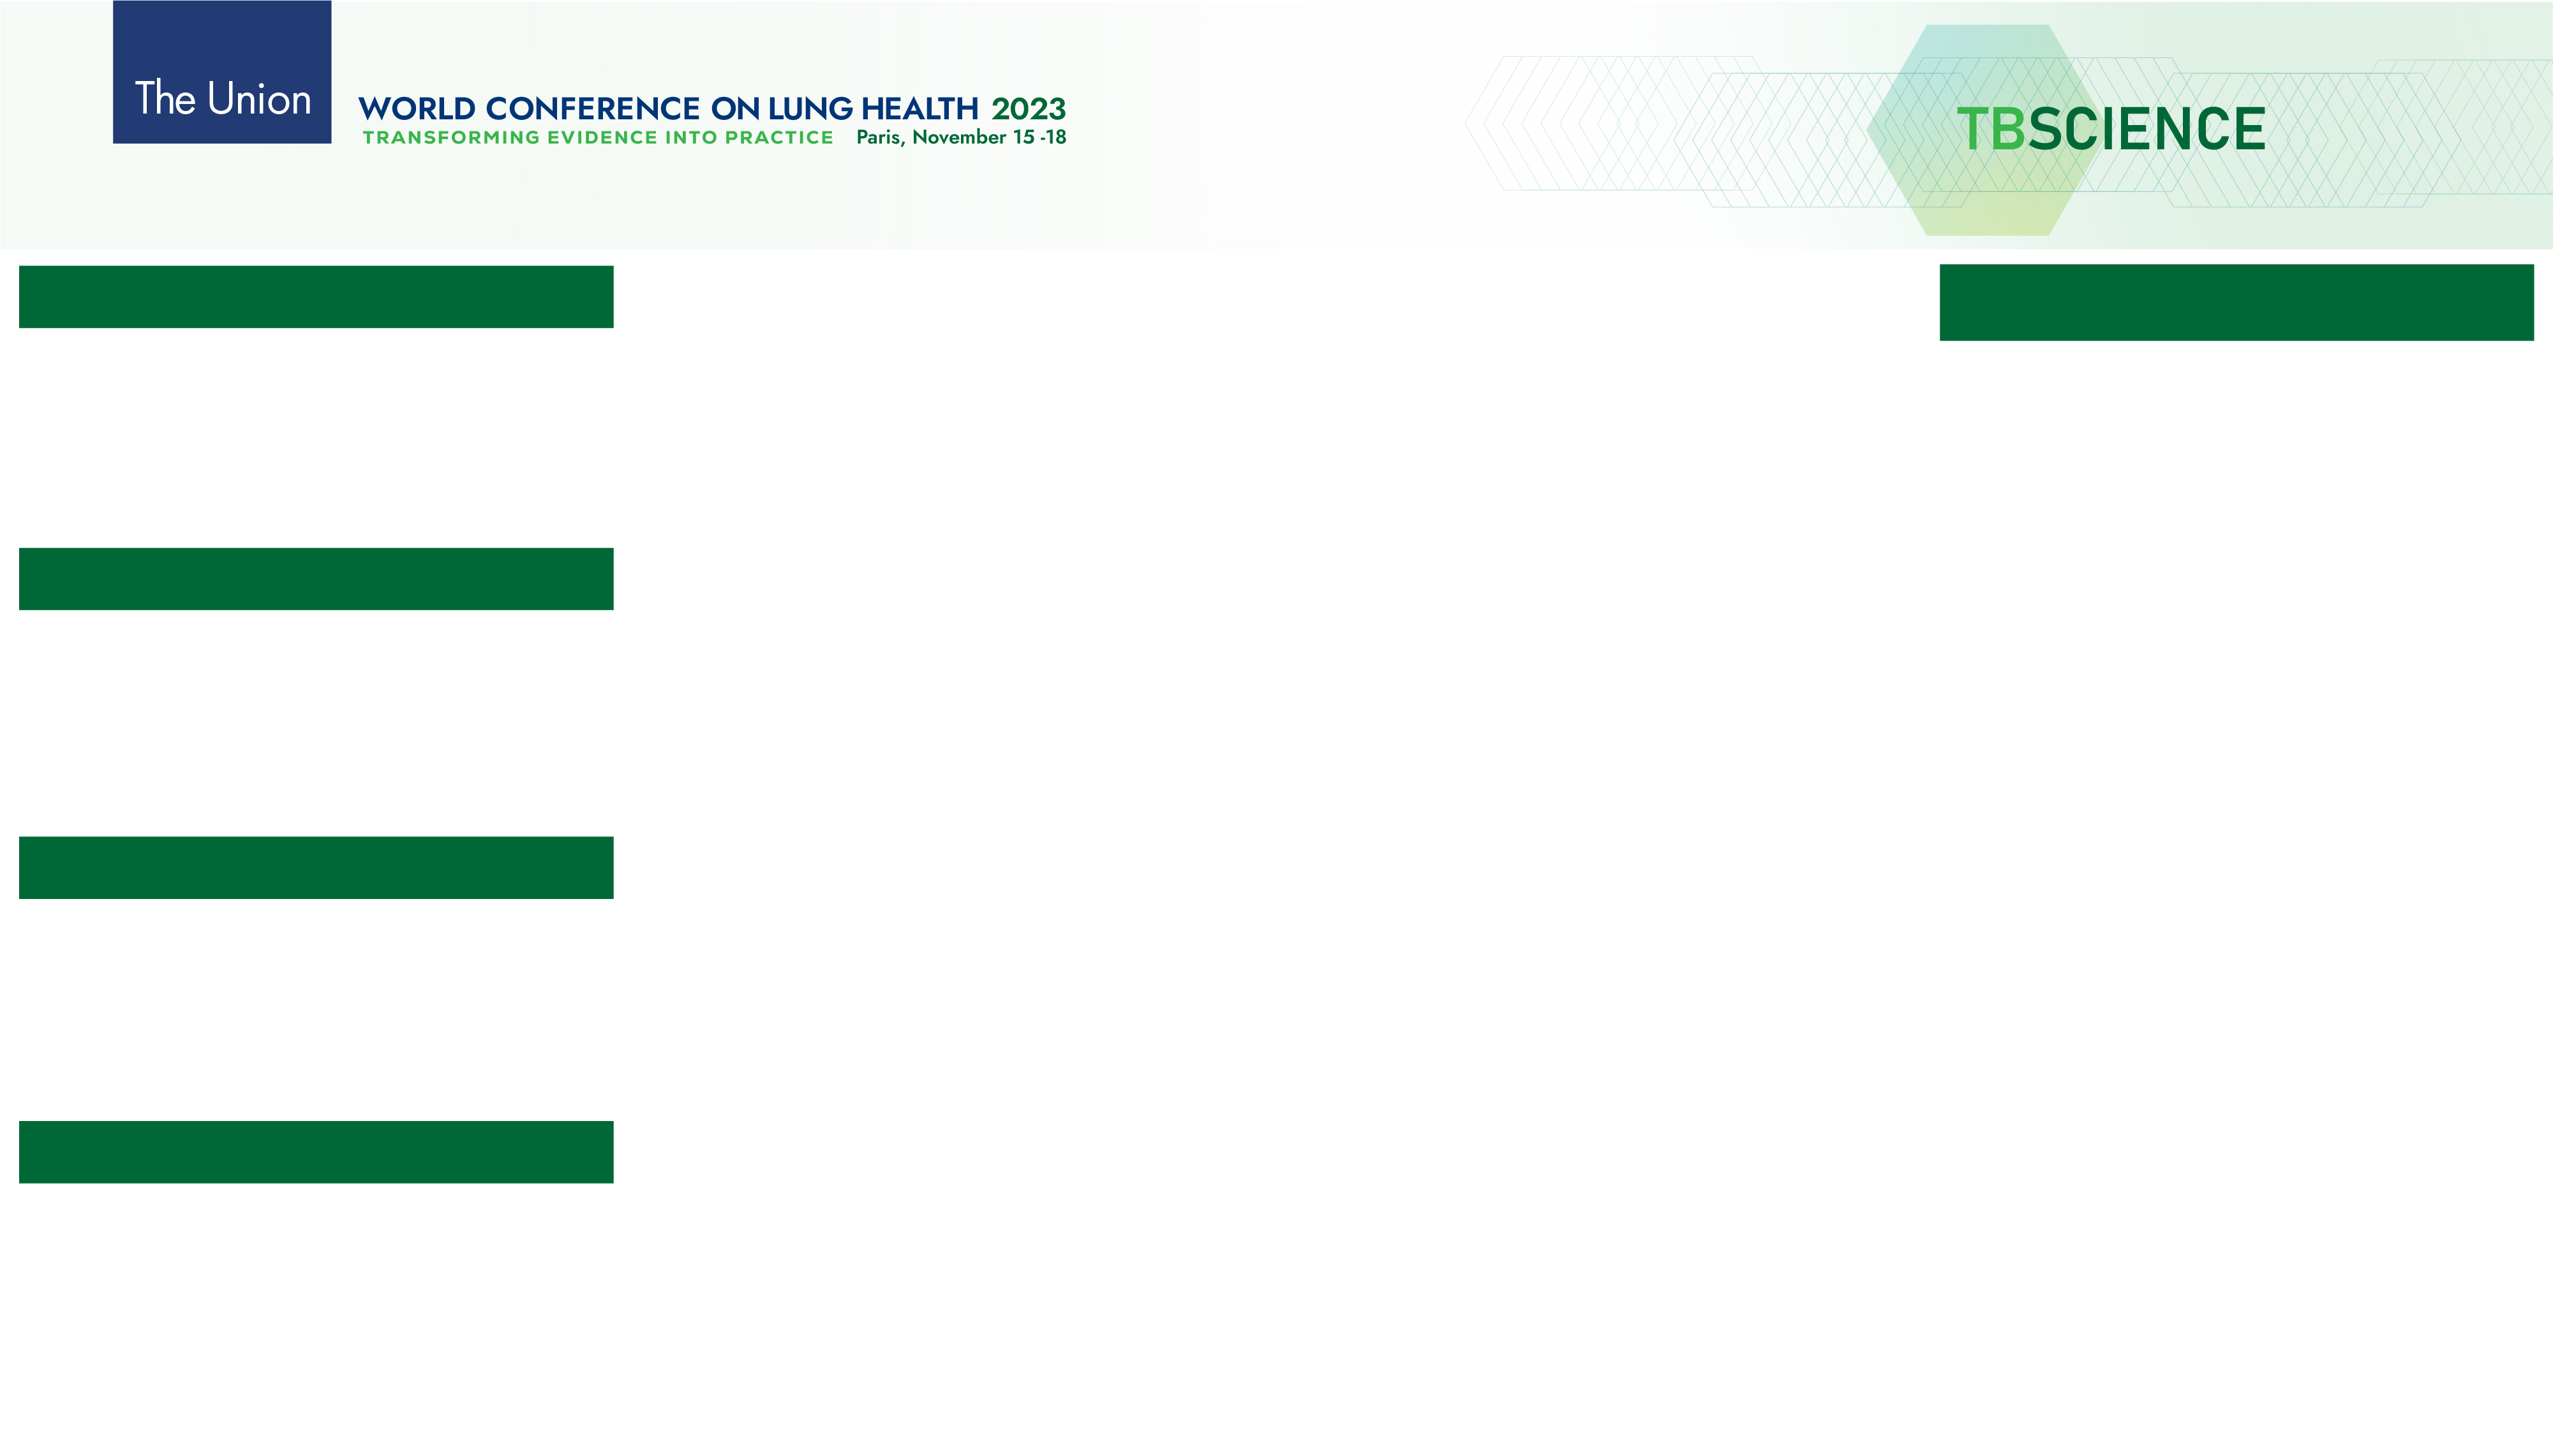 The Union
WORLD CONFERENCE ON LUNG HEALTH 2023
TRANSFORMING EVIDENCE INTO PRACTICE Paris, November 15 -18
TBSCIENCE